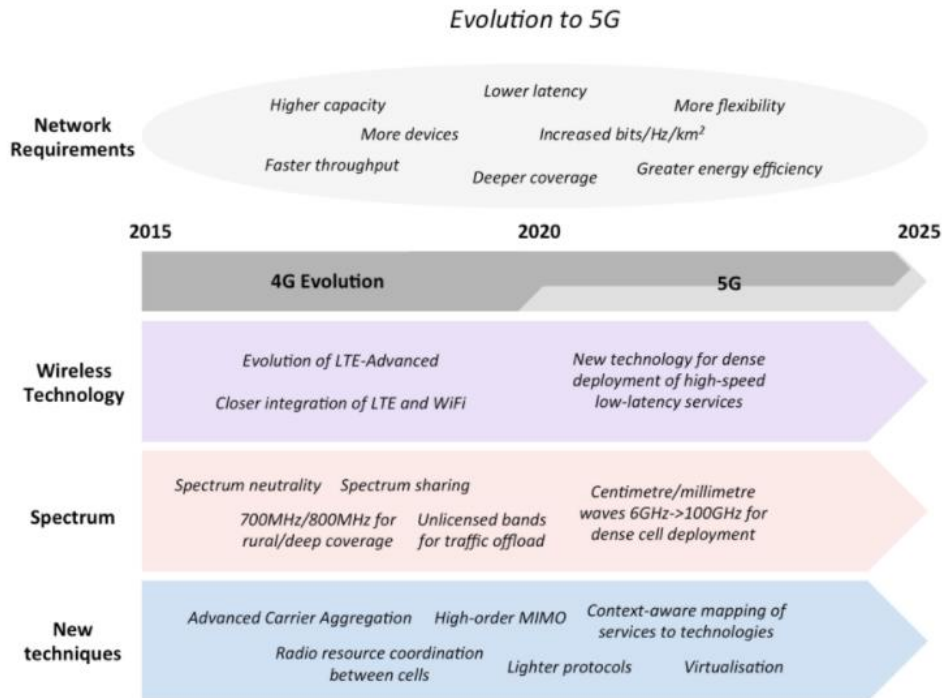 Evolution to 5G
Network
Requirements
Higher capacity
Lower latency
More flexibility
More devices
Increased bits/Hz/km²
Faster throughput
Deeper coverage
Greater energy efficiency
2015
2020
2025
4G Evolution
5G
Wireless
Technology
Evolution of LTE-Advanced
Closer integration of LTE and WiFi
New technology for dense
deployment of high-speed
low-latency services
Spectrum
Spectrum neutrality
Spectrum sharing
700MHz/800MHz for
rural/deep coverage
Unlicensed bands
for traffic offload
Centimetre/millimetre
waves 6GHz->100GHz for
dense cell deployment
New
techniques
Advanced Carrier Aggregation
High-order MIMO
Context-aware mapping of
services to technologies
Radio resource coordination
between cells
Lighter protocols
Virtualisation